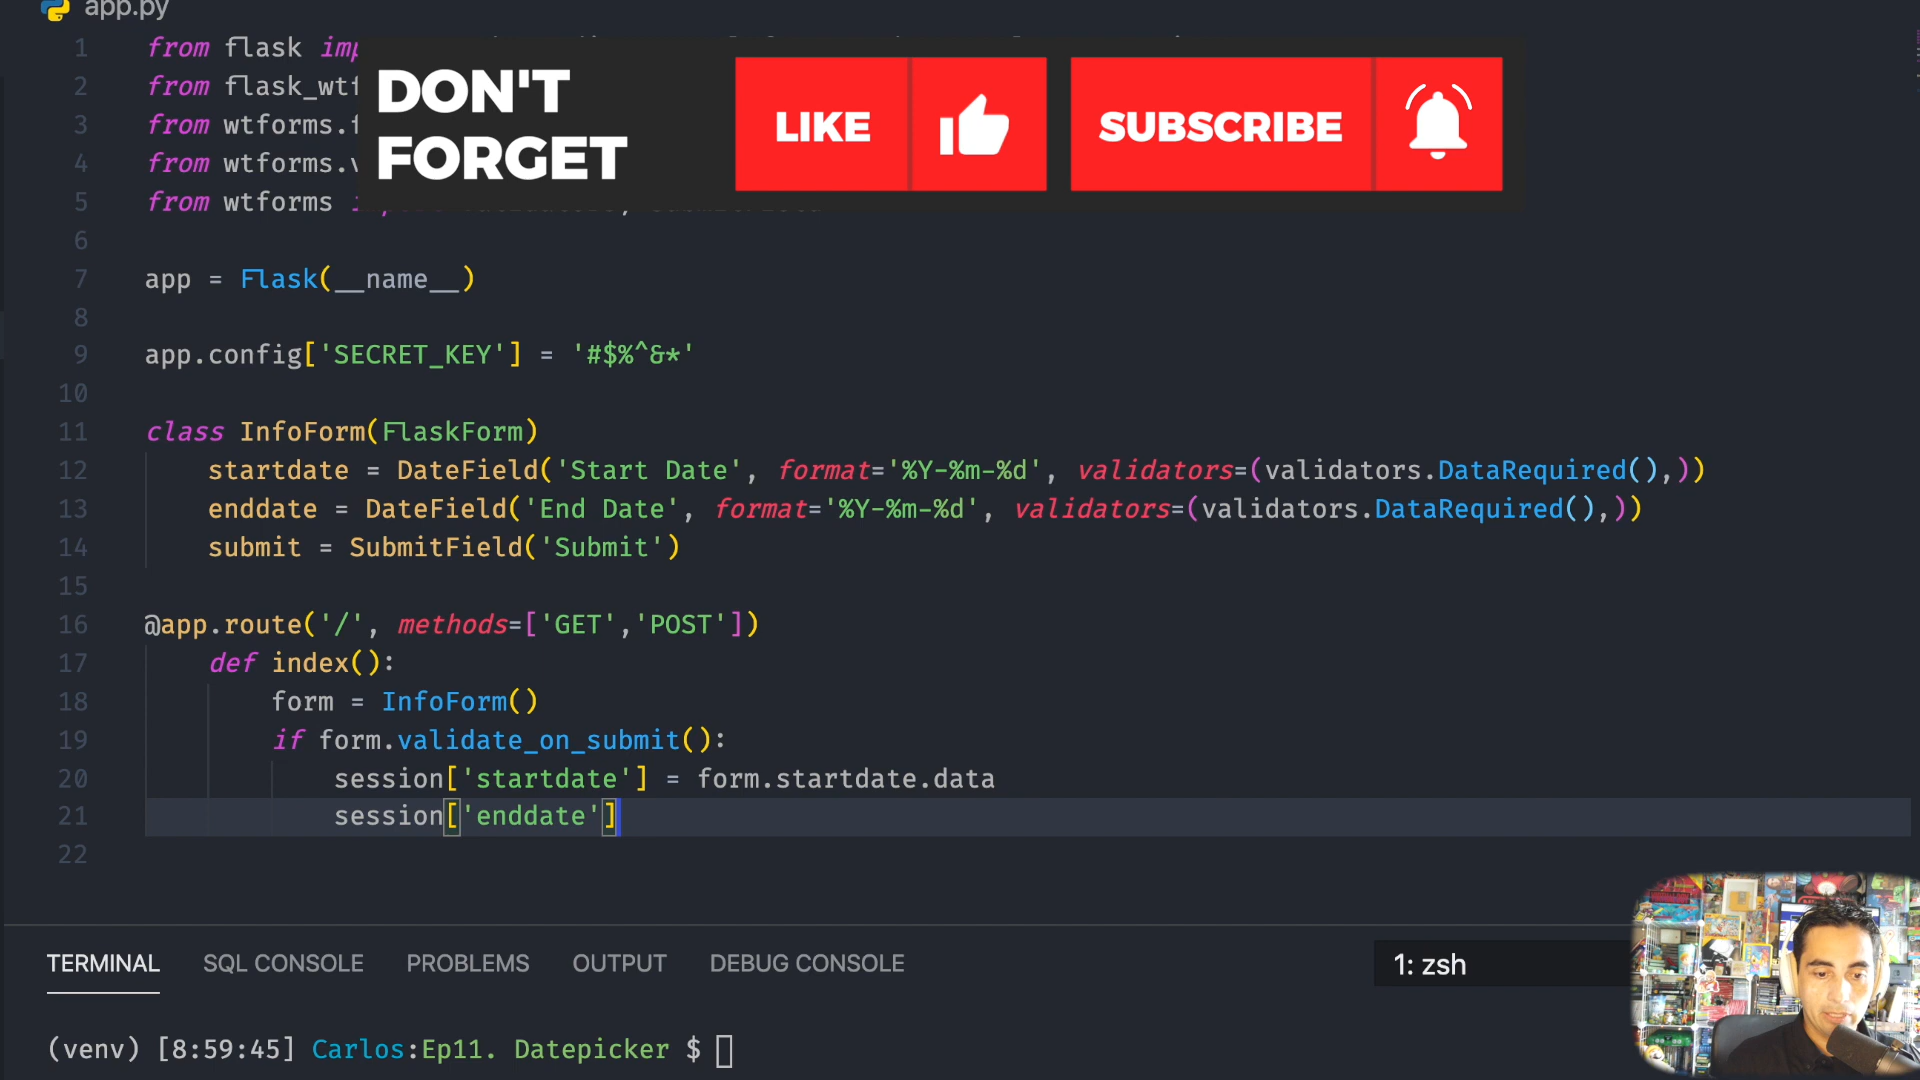 app.py
1 from flask
2 from flask_wtf
3 from wtforms.
4 from wtforms.
5 from wtforms
DON'T
FORGET
LIKE
SUBSCRIBE
6
7 app = Flask(__name__)
8
9 app.config['SECRET_KEY'] = '#$%^&*'
10
11 class InfoForm(FlaskForm)
12 startdate = DateField('Start Date', format='%Y-%m-%d', validators=(validators.DataRequired(),))
13 enddate = DateField('End Date', format='%Y-%m-%d', validators=(validators.DataRequired(),))
14 submit = SubmitField('Submit')
15
16 @app.route('/', methods=['GET','POST'])
17 def index():
18 form = InfoForm()
19 if form.validate_on_submit():
20 session['startdate'] = form.startdate.data
21 session['enddate']
22
TERMINAL SQL CONSOLE PROBLEMS OUTPUT DEBUG CONSOLE 1: zsh
(venv) [8:59:45] Carlos:Ep11. Datepicker $